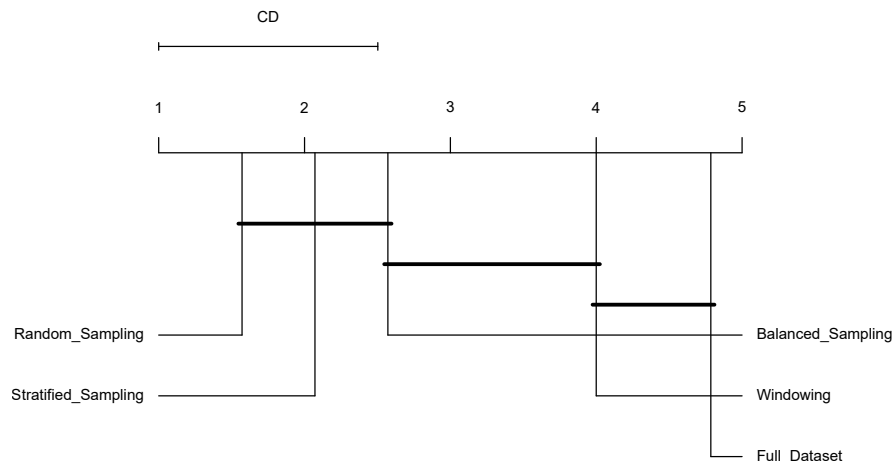 CD
1 2 3 4 5
Random_Sampling Balanced_Sampling
Stratified_Sampling Windowing
Full_Dataset